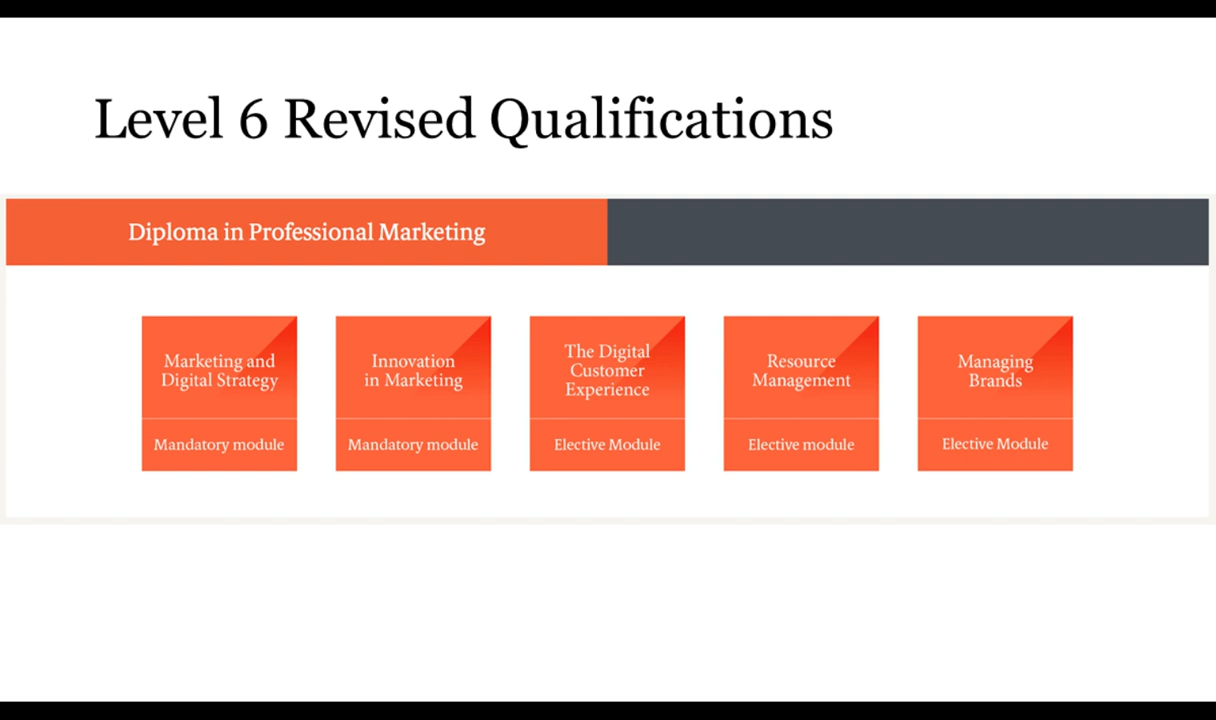 Level 6 Revised Qualifications
Diploma in Professional Marketing
Marketing and
Digital Strategy
Mandatory module
Innovation
in Marketing
Mandatory module
The Digital
Customer
Experience
Elective Module
Resource
Management
Elective module
Managing
Brands
Elective Module